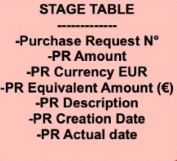 STAGE TABLE
-------------
-Purchase Request N°
-PR Amount
-PR Currency EUR
-PR Equivalent Amount (€)
-PR Description
-PR Creation Date
-PR Actual date